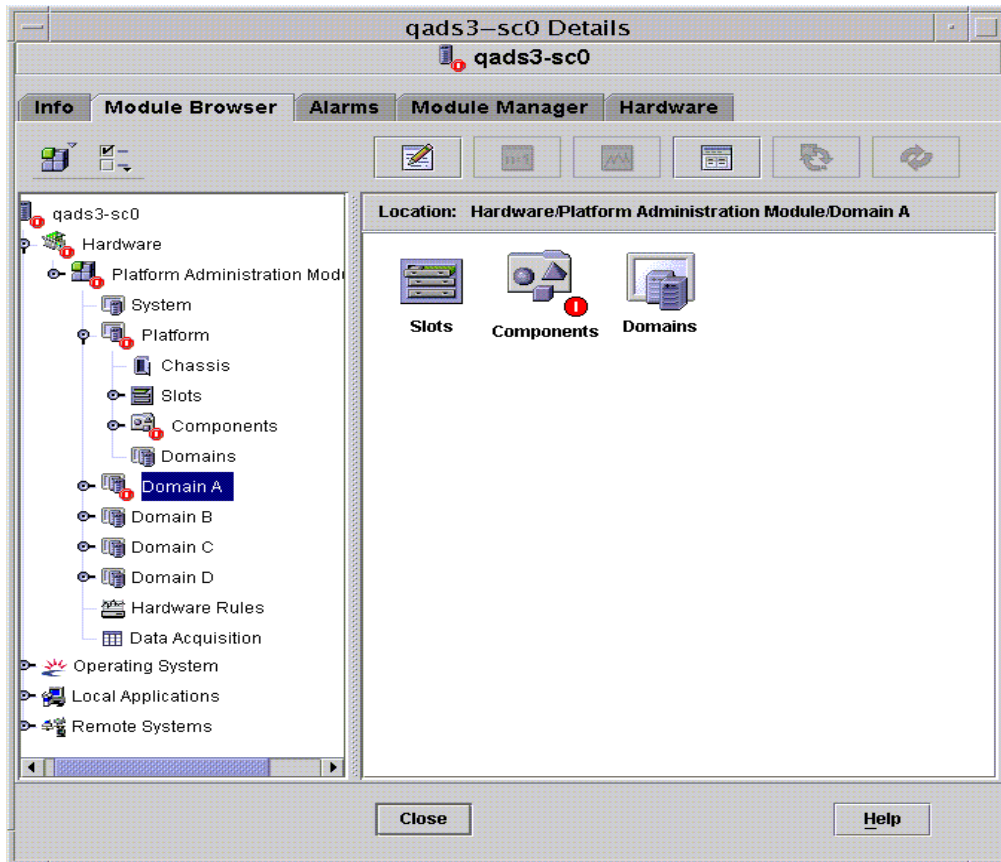 qads3-sc0 Details
qads3-sc0
Info Module Browser Alarms Module Manager Hardware
qads3-sc0
Location: Hardware/Platform Administration Module/Domain A
Hardware
Platform Administration Modu
System
Slots Components Domains
Platform
Chassis
Slots
Components
Domains
Domain A
Domain B
Domain C
Domain D
Hardware Rules
Data Acquisition
Operating System
Local Applications
Remote Systems
Close Help